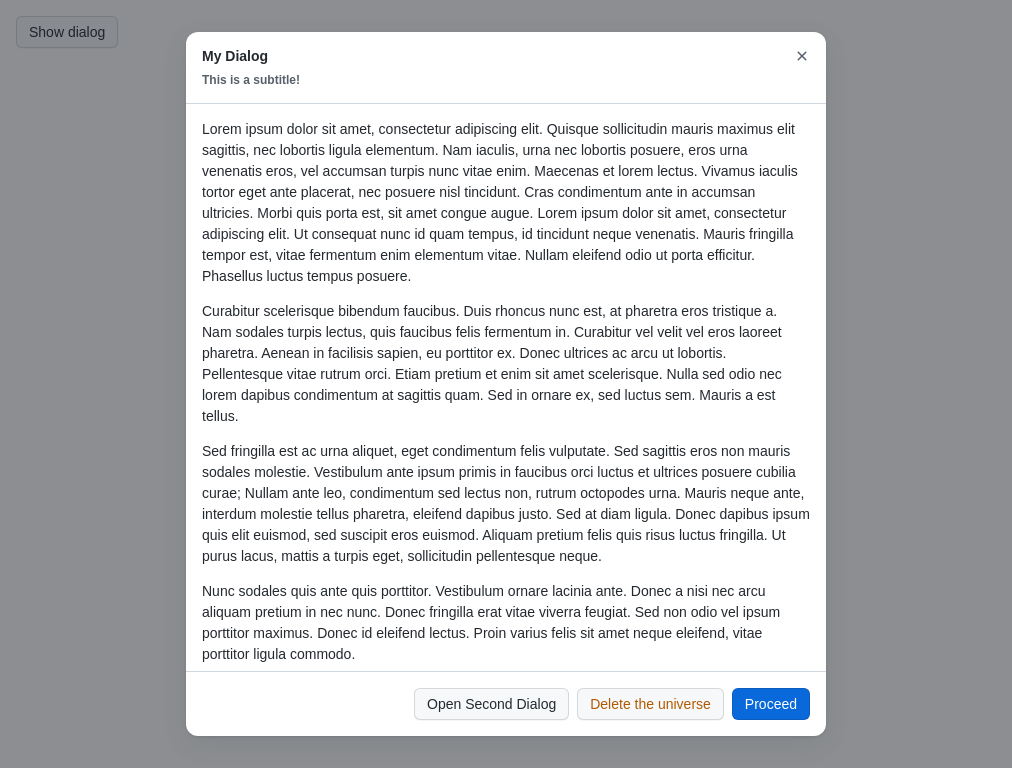 Show dialog
My Dialog
This is a subtitle!
Lorem ipsum dolor sit amet, consectetur adipiscing elit. Quisque sollicitudin mauris maximus elit
sagittis, nec lobortis ligula elementum. Nam iaculis, urna nec lobortis posuere, eros urna
venenatis eros, vel accumsan turpis nunc vitae enim. Maecenas et lorem lectus. Vivamus iaculis
tortor eget ante placerat, nec posuere nisl tincidunt. Cras condimentum ante in accumsan
ultricies. Morbi quis porta est, sit amet congue augue. Lorem ipsum dolor sit amet, consectetur
adipiscing elit. Ut consequat nunc id quam tempus, id tincidunt neque venenatis. Mauris fringilla
tempor est, vitae fermentum enim elementum vitae. Nullam eleifend odio ut porta efficitur.
Phasellus luctus tempus posuere.
Curabitur scelerisque bibendum faucibus. Duis rhoncus nunc est, at pharetra eros tristique a.
Nam sodales turpis lectus, quis faucibus felis fermentum in. Curabitur vel velit vel eros laoreet
pharetra. Aenean in facilisis sapien, eu porttitor ex. Donec ultrices ac arcu ut lobortis.
Pellentesque vitae rutrum orci. Etiam pretium et enim sit amet scelerisque. Nulla sed odio nec
lorem dapibus condimentum at sagittis quam. Sed in ornare ex, sed luctus sem. Mauris a est
tellus.
Sed fringilla est ac urna aliquet, eget condimentum felis vulputate. Sed sagittis eros non mauris
sodales molestie. Vestibulum ante ipsum primis in faucibus orci luctus et ultrices posuere cubilia
curae; Nullam ante leo, condimentum sed lectus non, rutrum octopodes urna. Mauris neque ante,
interdum molestie tellus pharetra, eleifend dapibus justo. Sed at diam ligula. Donec dapibus ipsum
quis elit euismod, sed suscipit eros euismod. Aliquam pretium felis quis risus luctus fringilla. Ut
purus lacus, mattis a turpis eget, sollicitudin pellentesque neque.
Nunc sodales quis ante quis porttitor. Vestibulum ornare lacinia ante. Donec a nisi nec arcu
aliquam pretium in nec nunc. Donec fringilla erat vitae viverra feugiat. Sed non odio vel ipsum
porttitor maximus. Donec id eleifend lectus. Proin varius felis sit amet neque eleifend, vitae
porttitor ligula commodo.
Open Second Dialog
Delete the universe
Proceed